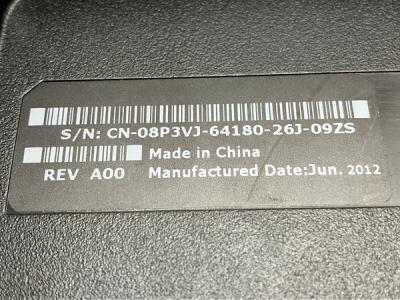 S/N: CN-08P3VJ-64180-26J-09ZS
Made in China
REV A00 Manufactured Date:Jun. 2012